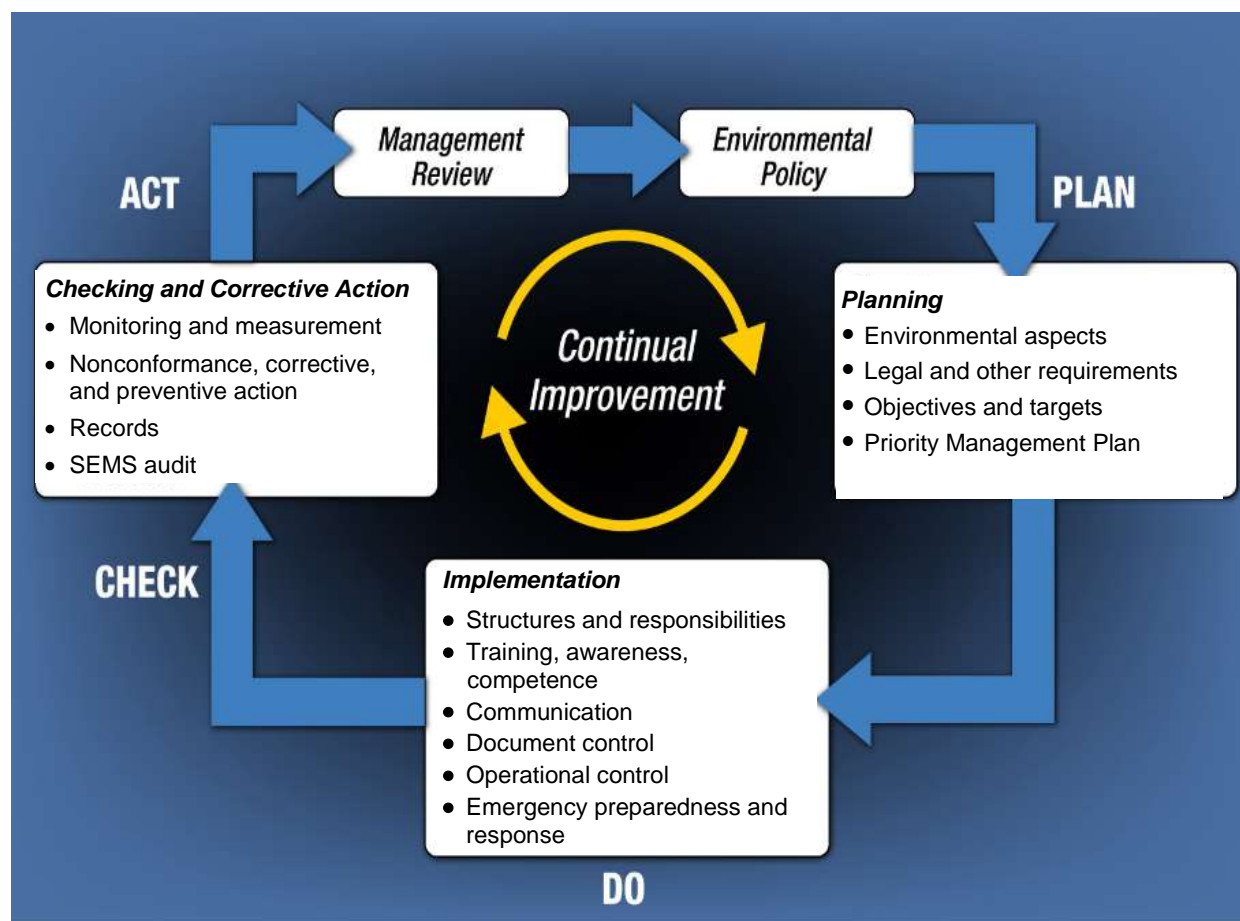 Management
Review
Environmental
Policy
ACT
PLAN
Checking and Corrective Action
• Monitoring and measurement
• Nonconformance, corrective,
and preventive action
• Records
• SEMS audit
Continual
Improvement
Planning
• Environmental aspects
• Legal and other requirements
• Objectives and targets
• Priority Management Plan
CHECK
Implementation
• Structures and responsibilities
• Training, awareness,
competence
• Communication
• Document control
• Operational control
• Emergency preparedness and
response
DO